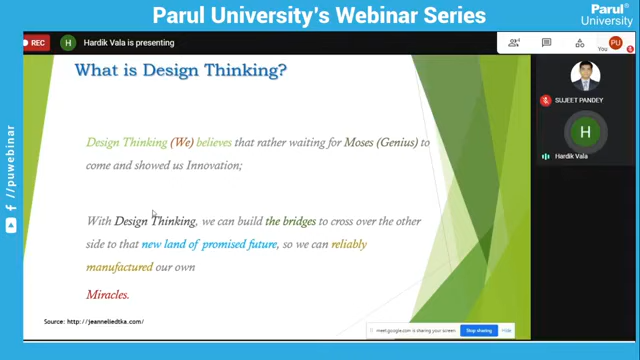 Parul University's Webinar Series
Parul®
University
REC
H
Hardik Vala is presenting
You
PU
What is Design Thinking?
Design Thinking (We) believes that rather waiting for Moses (Genius) to
come and showed us Innovation;
With Design Thinking, we can build the bridges to cross over the other
side to that new land of promised future, so we can reliably
manufactured our own
Miracles.
Source: http://jeanneliedtka.com/
meet.google.com is sharing your screen
Stop sharing
Hide
SUJEET PANDEY
H
Hardik Vala
f //puwebinar